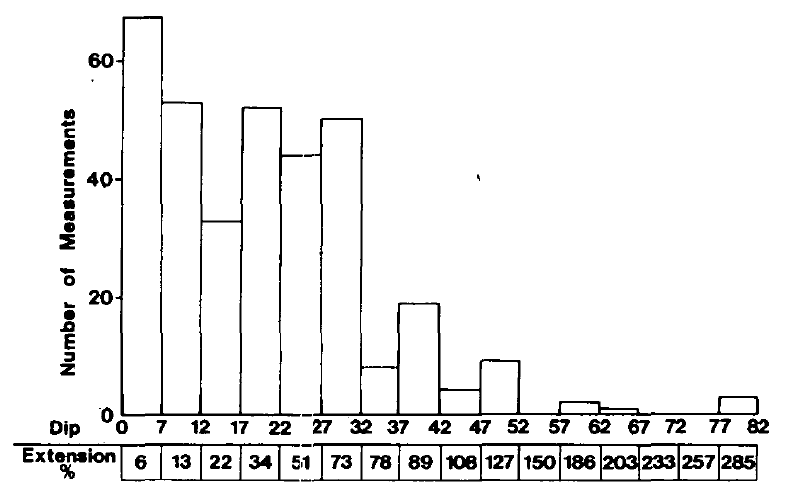 Number of Measurements
60
40
20
0
Dip 0 7 12 17 22 27 32 37 42 47 52 57 62 67 72 77 82
Extension % 6 13 22 34 51 73 78 89 108 127 150 186 203 233 257 285